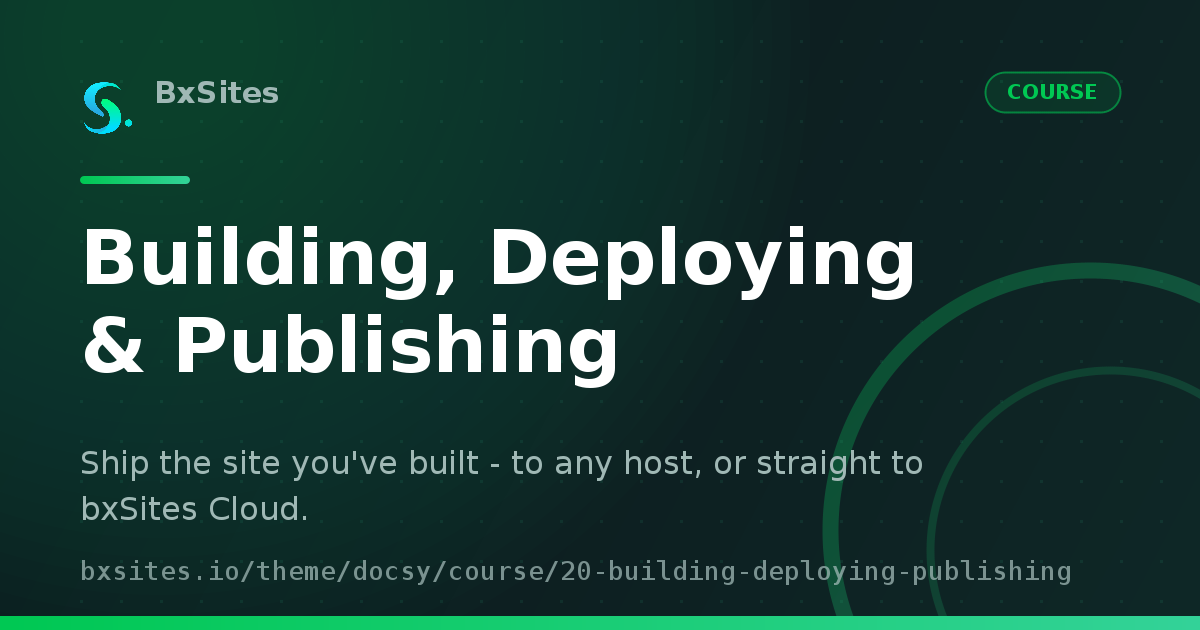 BxSites
COURSE
Building, Deploying
& Publishing
Ship the site you've built - to any host, or straight to
bxSites Cloud.
bxsites.io/theme/docsy/course/20-building-deploying-publishing